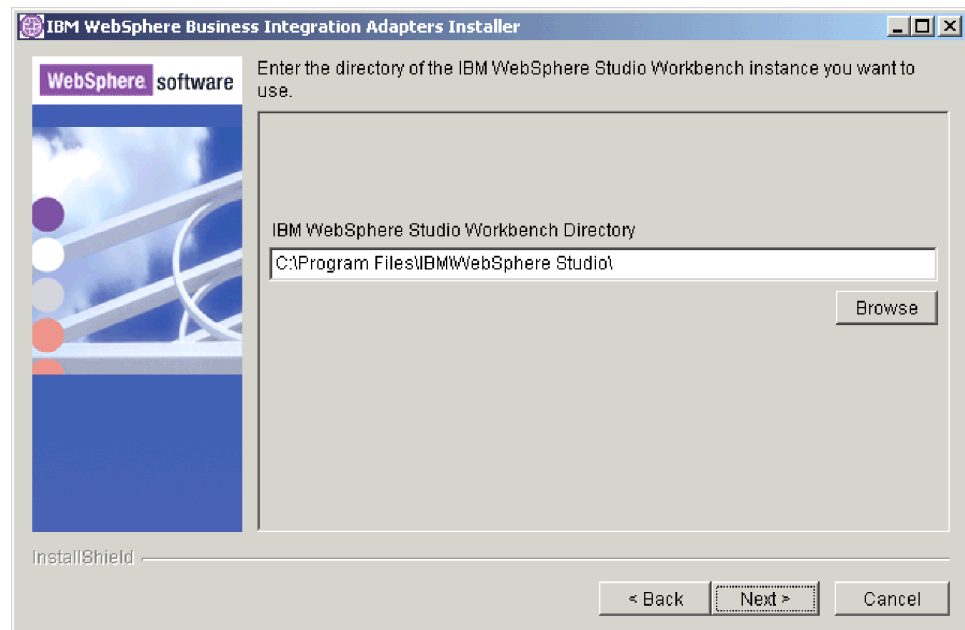 IBM WebSphere Business Integration Adapters Installer
WebSphere. software
Enter the directory of the IBM WebSphere Studio Workbench instance you want to
use.
IBM WebSphere Studio Workbench Directory
C:\Program Files\IBM\WebSphere Studio\
Browse
InstallShield
< Back
Next >
Cancel